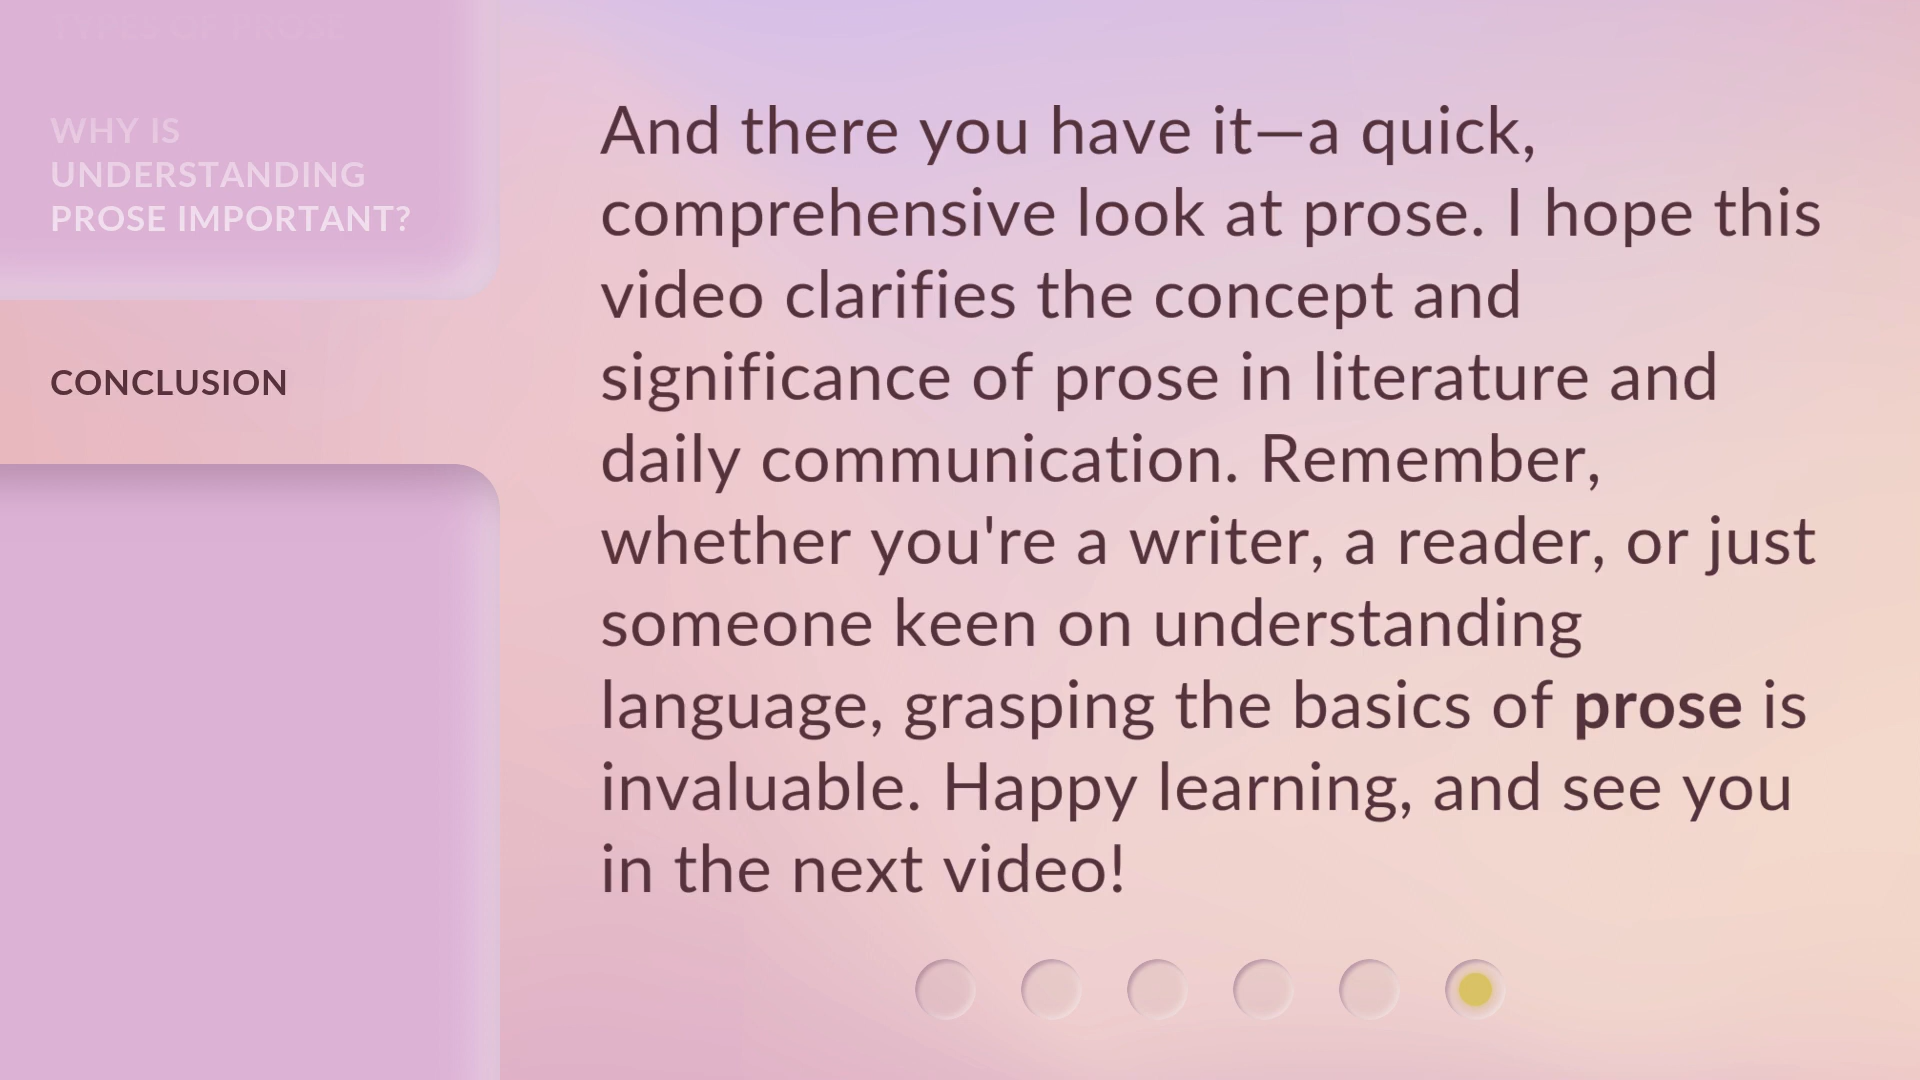 TYPES OF PROSE
WHY IS
UNDERSTANDING
PROSE IMPORTANT?
CONCLUSION
And there you have it—a quick,
comprehensive look at prose. I hope this
video clarifies the concept and
significance of prose in literature and
daily communication. Remember,
whether you're a writer, a reader, or just
someone keen on understanding
language, grasping the basics of prose is
invaluable. Happy learning, and see you
in the next video!